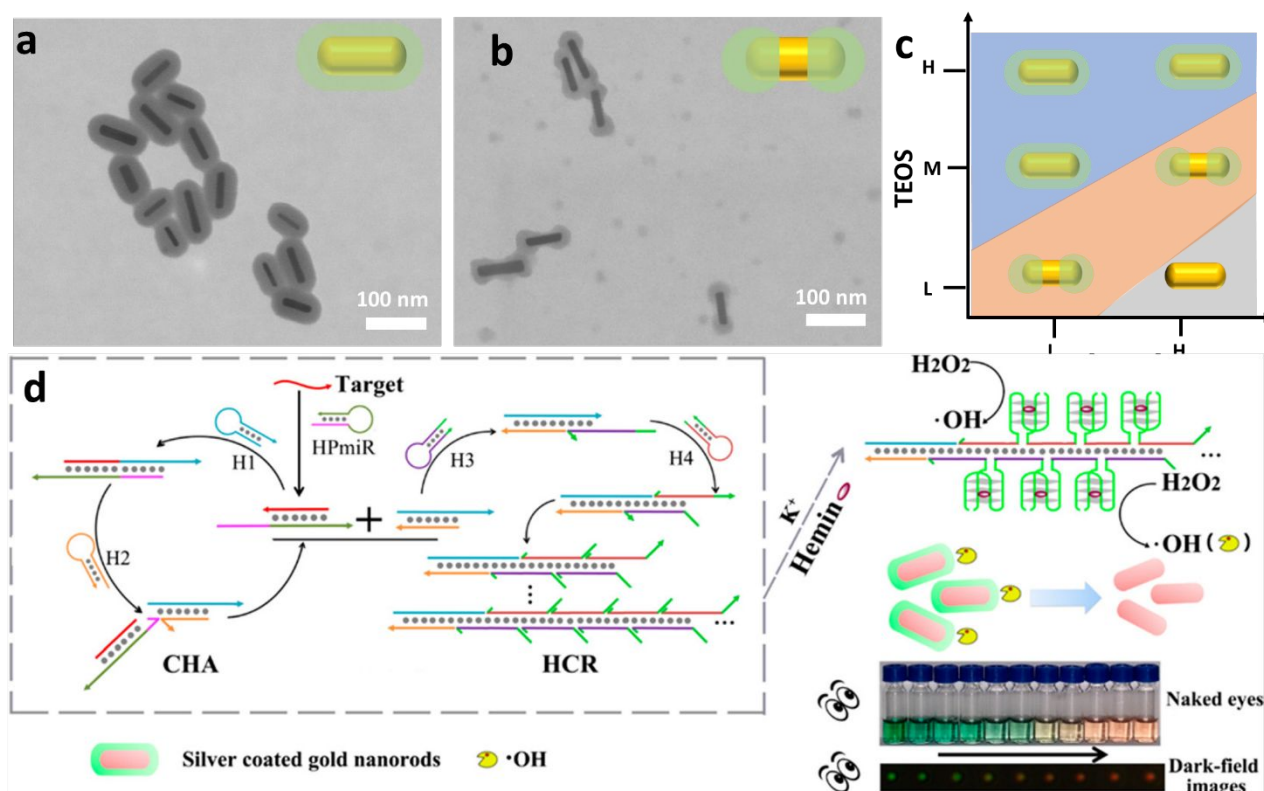 a
100 nm
b
100 nm
c
TEOS
H
M
L
H
d
Target
HPmiR
H1
H2
CHA
+
H3
H4
HCR
...
...
K⁺
Hemin
H2O2
·OH
...
H2O2
·OH ( )
Silver coated gold nanorods
·OH
Naked eyes
Dark-field
images